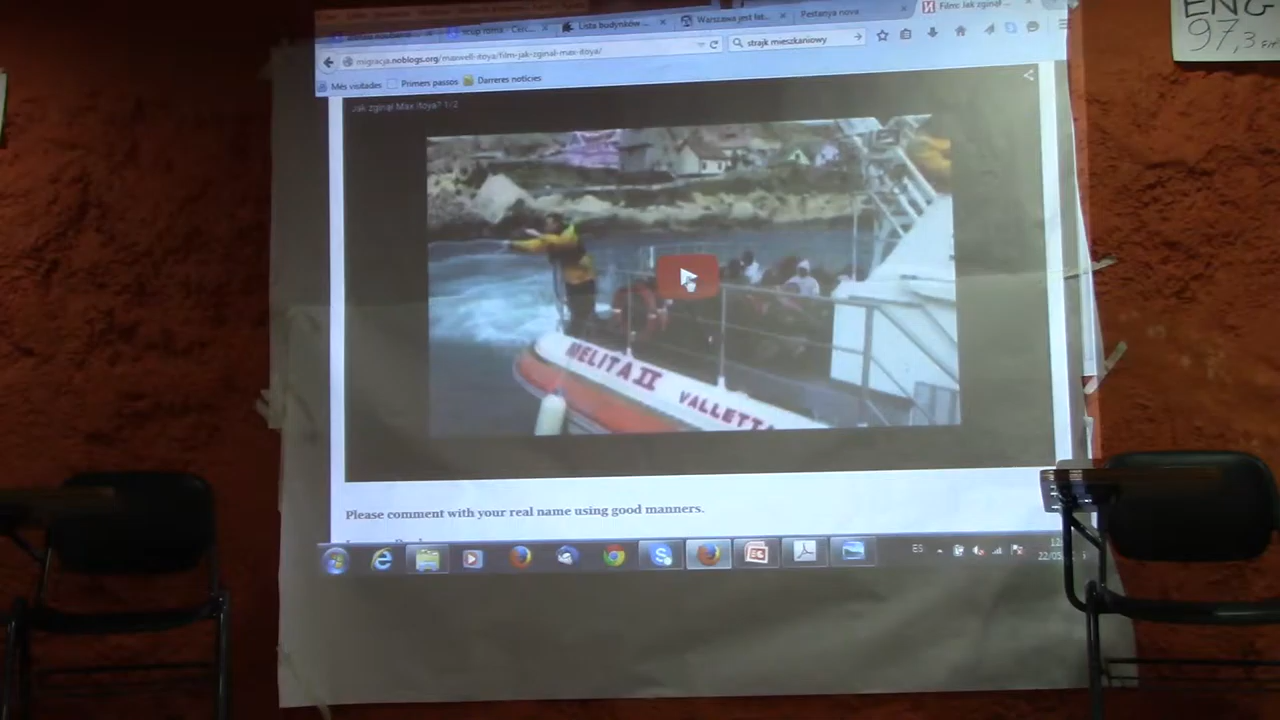 ENG
97,3
Lista budynków
Warszawa jest łat...
Pestanya nova
Film: Jak zginął ...
migracja.noblogs.org/maxwell-itoya/film-jak-zginal-max-itoya/
strajk mieszkaniowy
Més visitades
Primers passos
Darreres notícies
Jak zginął Max Itoya? 1/2
MELITA II
VALLETTA
Please comment with your real name using good manners.
ES